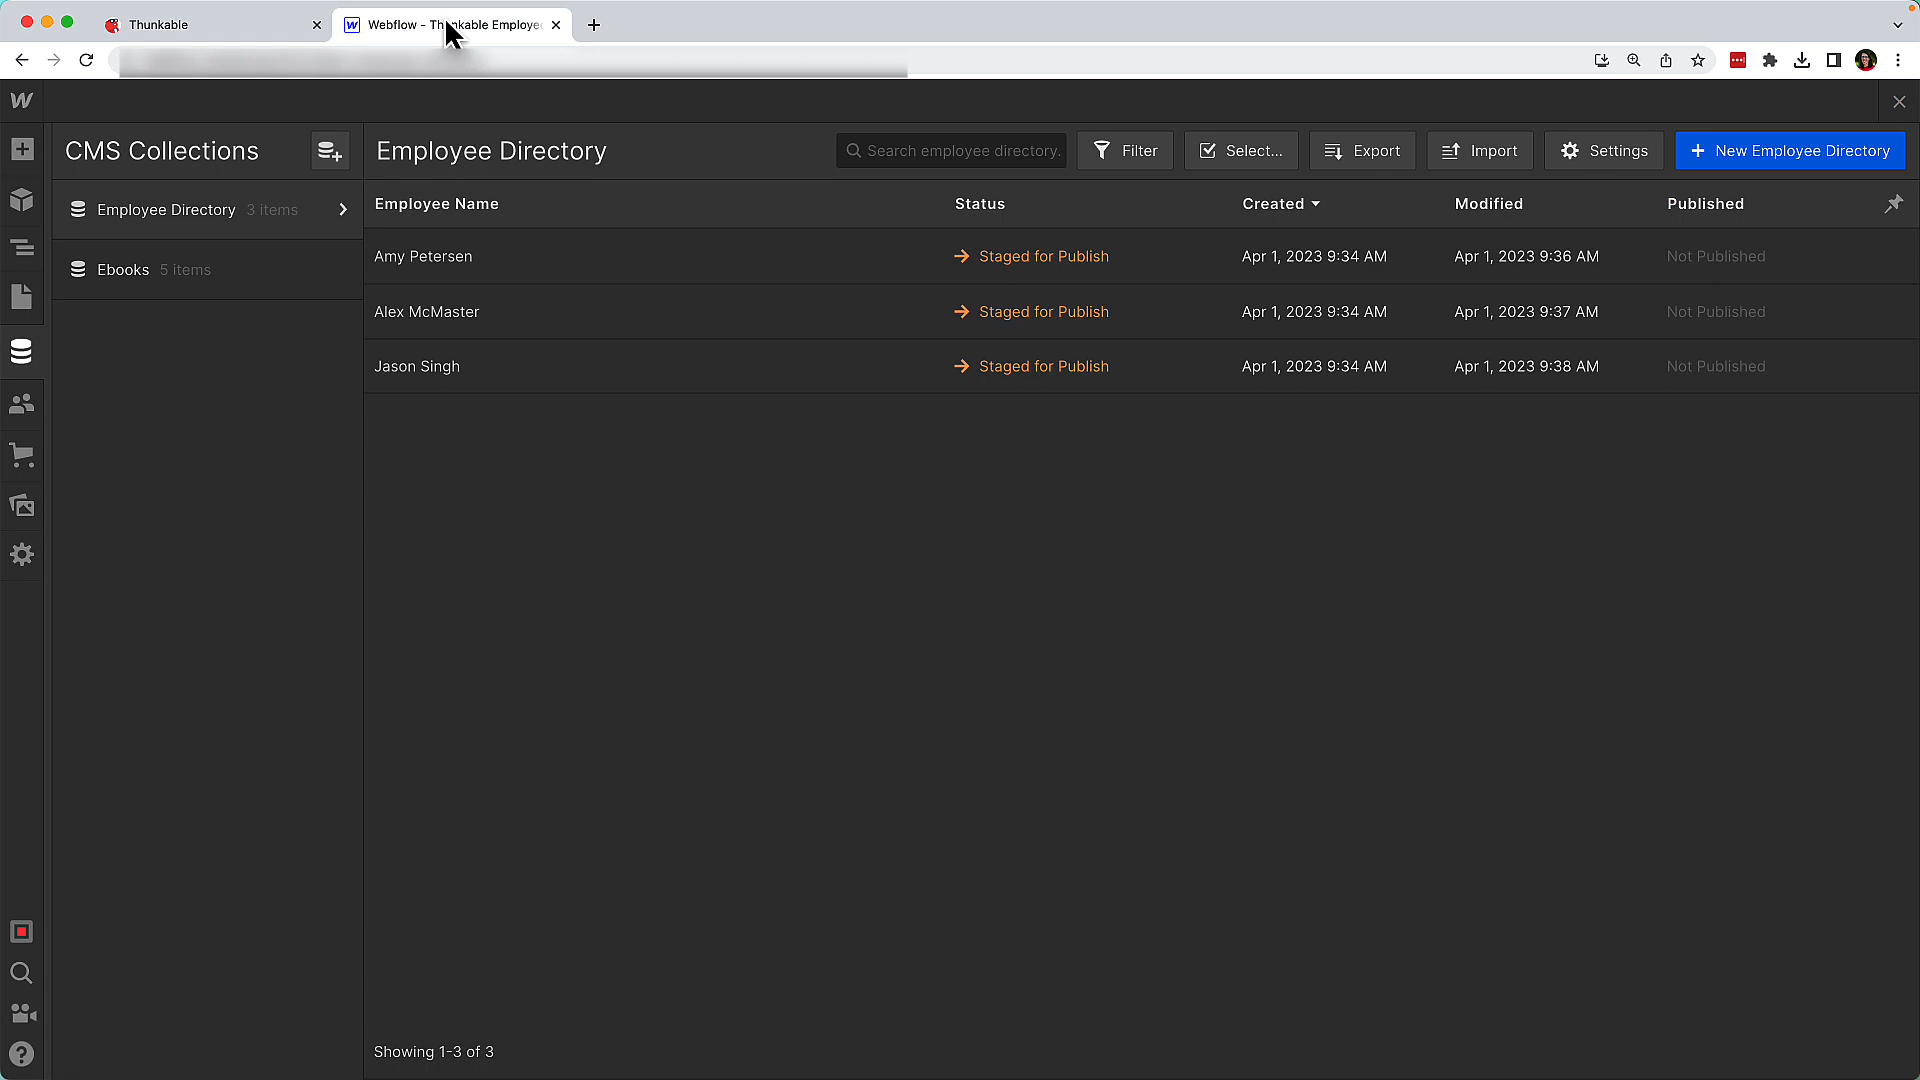 Thunkable
Webflow - Thunkable Employee
CMS Collections
Employee Directory
Search employee directory.
Filter
Select...
Export
Import
Settings
New Employee Directory
Employee Directory 3 items
Ebooks 5 items
Employee Name Status Created Modified Published
Amy Petersen Staged for Publish Apr 1, 2023 9:34 AM Apr 1, 2023 9:36 AM Not Published
Alex McMaster Staged for Publish Apr 1, 2023 9:34 AM Apr 1, 2023 9:37 AM Not Published
Jason Singh Staged for Publish Apr 1, 2023 9:34 AM Apr 1, 2023 9:38 AM Not Published
Showing 1-3 of 3